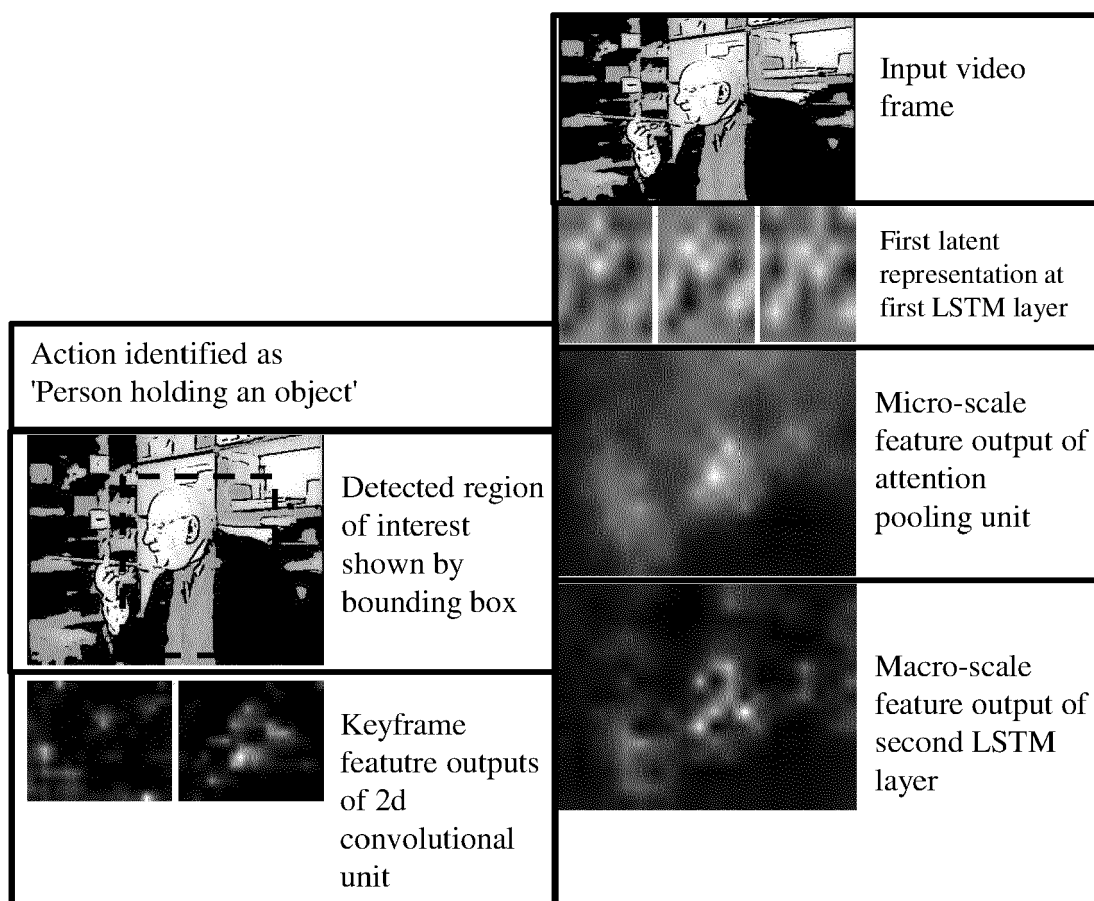 Input video
frame
First latent
representation at
first LSTM layer
Action identified as
'Person holding an object'
Micro-scale
feature output of
attention
pooling unit
Detected region
of interest
shown by
bounding box
Macro-scale
feature output of
second LSTM
layer
Keyframe
featutre outputs
of 2d
convolutional
unit